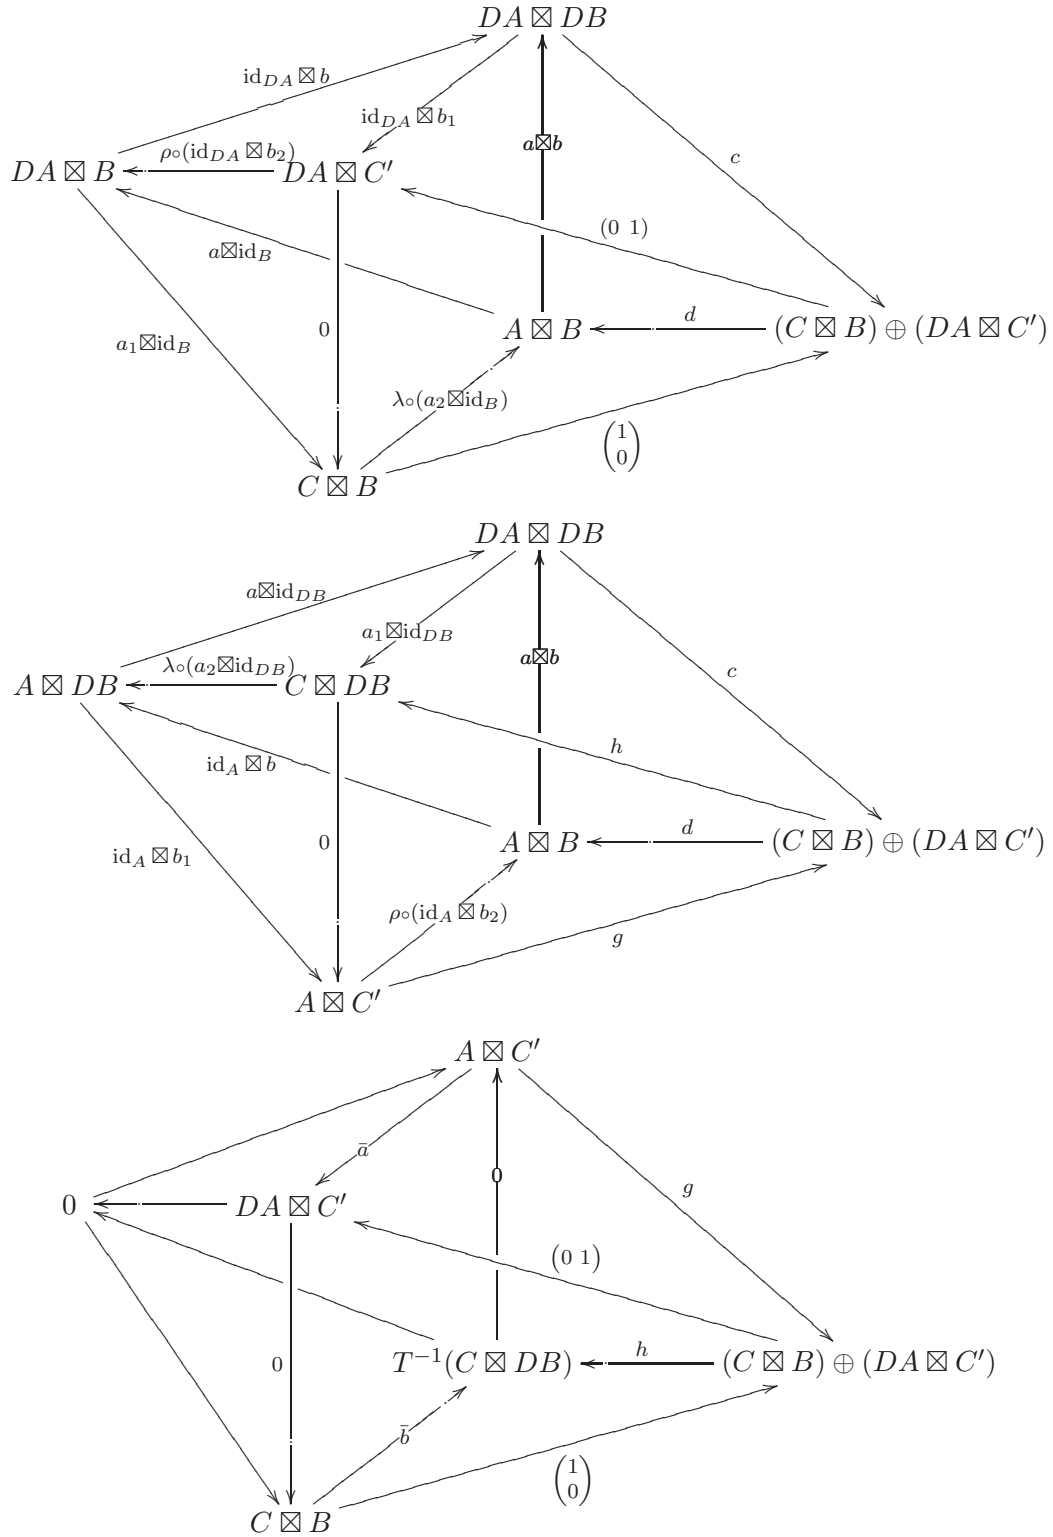 DA ⊠ DB
id_{DA} ⊠ b
id_{DA} ⊠ b_1
a⊠b
c
ρ∘(id_{DA} ⊠ b_2)
DA ⊠ B
DA ⊠ C′
(0 1)
a⊠id_B
A ⊠ B
d
(C ⊠ B) ⊕ (DA ⊠ C′)
0
a_1⊠id_B
λ∘(a_2⊠id_B)
(1 0)
C ⊠ B
DA ⊠ DB
a⊠id_{DB}
a_1⊠id_{DB}
a⊠b
c
λ∘(a_2⊠id_{DB})
A ⊠ DB
C ⊠ DB
h
id_A ⊠ b
A ⊠ B
d
(C ⊠ B) ⊕ (DA ⊠ C′)
0
id_A ⊠ b_1
ρ∘(id_A ⊠ b_2)
g
A ⊠ C′
A ⊠ C′
ā
0
g
0
DA ⊠ C′
(0 1)
T^{-1}(C ⊠ DB)
h
(C ⊠ B) ⊕ (DA ⊠ C′)
0
b̄
(1 0)
C ⊠ B